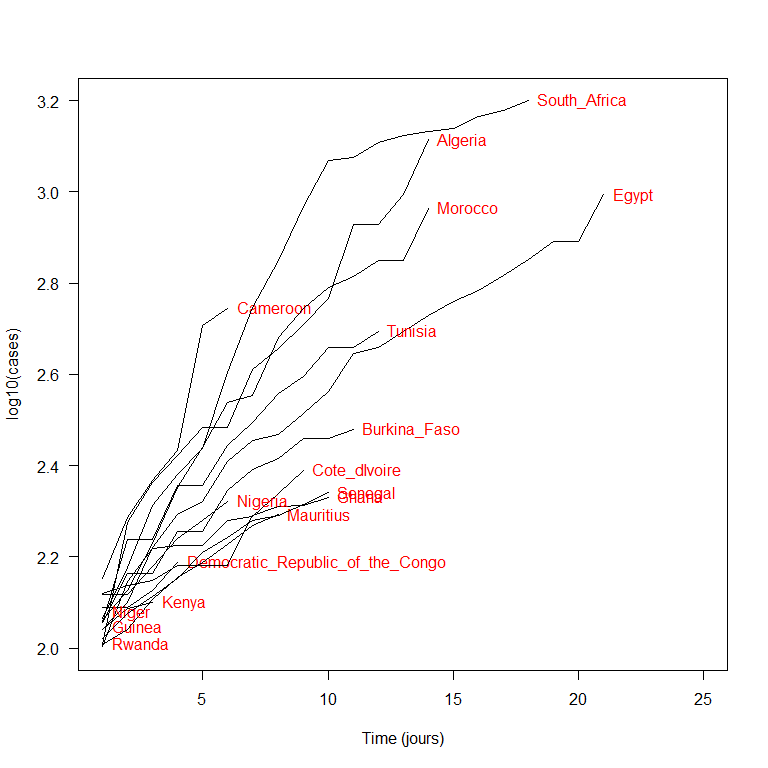 3.2
South_Africa
Algeria
3.0
Egypt
Morocco
2.8
Cameroon
Tunisia
2.6
log10(cases)
Burkina_Faso
2.4
Cote_dIvoire
Senegal
Ghana
Nigeria
Mauritius
2.2
Democratic_Republic_of_the_Congo
Kenya
Niger
Guinea
Rwanda
2.0
5 10 15 20 25
Time (jours)